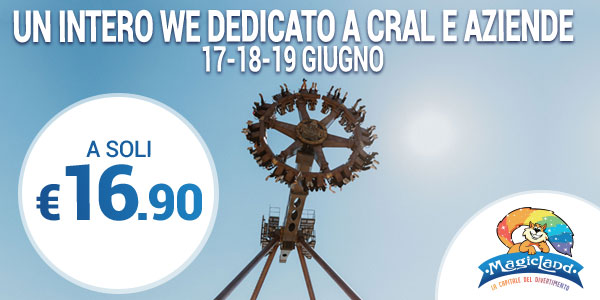 UN INTERO WE DEDICATO A CRAL E AZIENDE
17-18-19 GIUGNO
A SOLI
€ 16.90
MagicLand
LA CAPITALE DEL DIVERTIMENTO